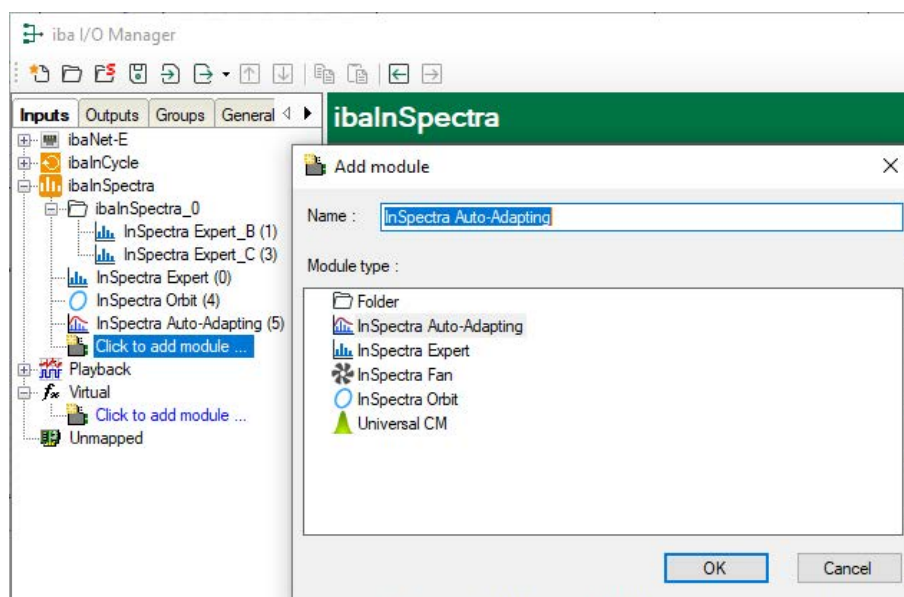 iba I/O Manager
Inputs Outputs Groups General
ibaNet-E
ibaInCycle
ibaInSpectra
ibaInSpectra_0
InSpectra Expert_B (1)
InSpectra Expert_C (3)
InSpectra Expert (0)
InSpectra Orbit (4)
InSpectra Auto-Adapting (5)
Click to add module ...
Playback
Virtual
Click to add module ...
Unmapped
ibaInSpectra
Add module
Name : InSpectra Auto-Adapting
Module type :
Folder
InSpectra Auto-Adapting
InSpectra Expert
InSpectra Fan
InSpectra Orbit
Universal CM
OK Cancel